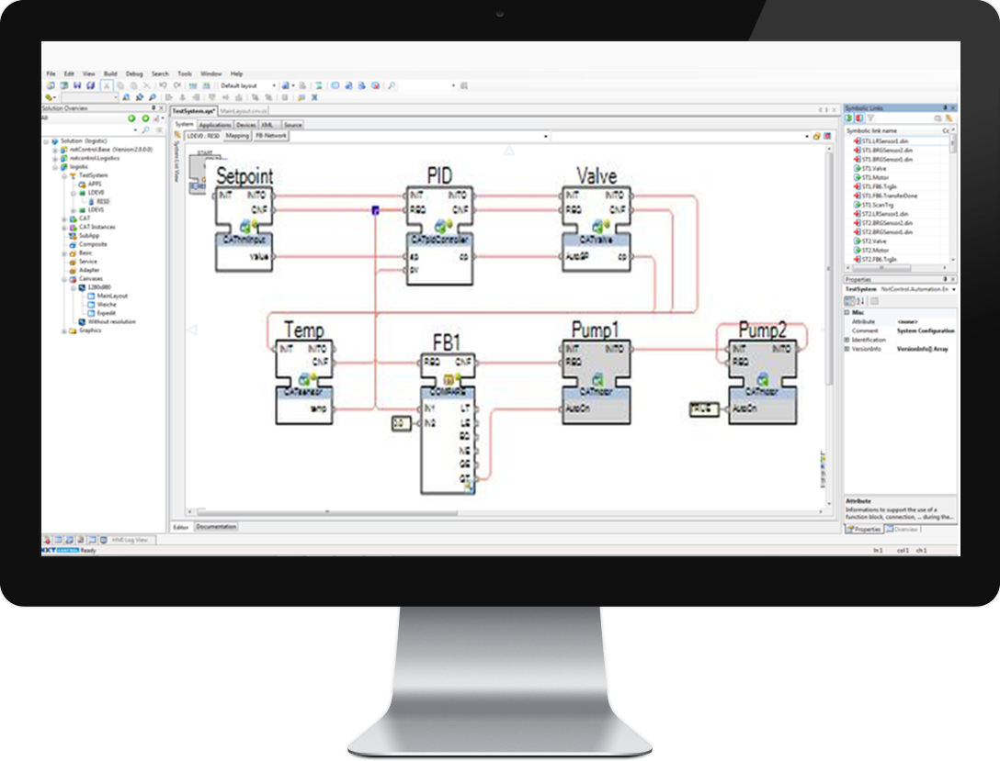 File Edit View Build Debug Search Tools Window Help
Default layout
Solution Overview
TestSystem.sys*
System Applications Devices XML Source
LDEV0 : RES0 Mapping FB-Network
System List View
Solution (logistic)
nxtControl.Base (Version=2.0.0.0)
nxtcontrol.Logistics
logistic
TestSystem
APP1
LDEV0
RES0
LDEV1
CAT
CAT Instances
SubApp
Composite
Basic
Service
Adapter
Canvases
1280x800
MainLayout
Weiche
Expedit
Without resolution
Graphics
START
Setpoint
INIT INITO
CNF
value
PID
INIT INITO
REQ CNF
CATpidController
sp cp
pv
Valve
INIT INITO
REQ CNF
CATvalve
AutoSP cp
Temp
INIT INITO
CNF
CATsensor
temp
FB1
REQ CNF
COMPARE
IN1 LT
IN2 LE
EQ
NE
GE
GT
Pump1
INIT INITO
REQ
CATmotor
AutoOn
Pump2
INIT INITO
REQ
CATmotor
TRUE AutoOn
Editor Documentation
HMI Log View
Ready
ln 1 col 1 ch 1
Symbolic Links
Symbolic link name
ST1.LRSensor1.din
ST1.BRGSensor2.din
ST1.BRGSensor1.din
ST1.Valve
ST1.Motor
ST1.FB6.TrgIn
ST1.FB6.TransferDone
ST1.ScanTrg
ST2.LRSensor1.din
ST2.BRGSensor2.din
ST2.BRGSensor1.din
ST2.Valve
ST2.Motor
ST2.FB6.TrgIn
Properties
TestSystem NxtControl.Automation.En
Misc
Attribute <none>
Comment System Configuration
Identification
VersionInfo VersionInfo[] Array
Attribute
Informations to support the use of a
function block, connection, ... during the...
Properties Overview